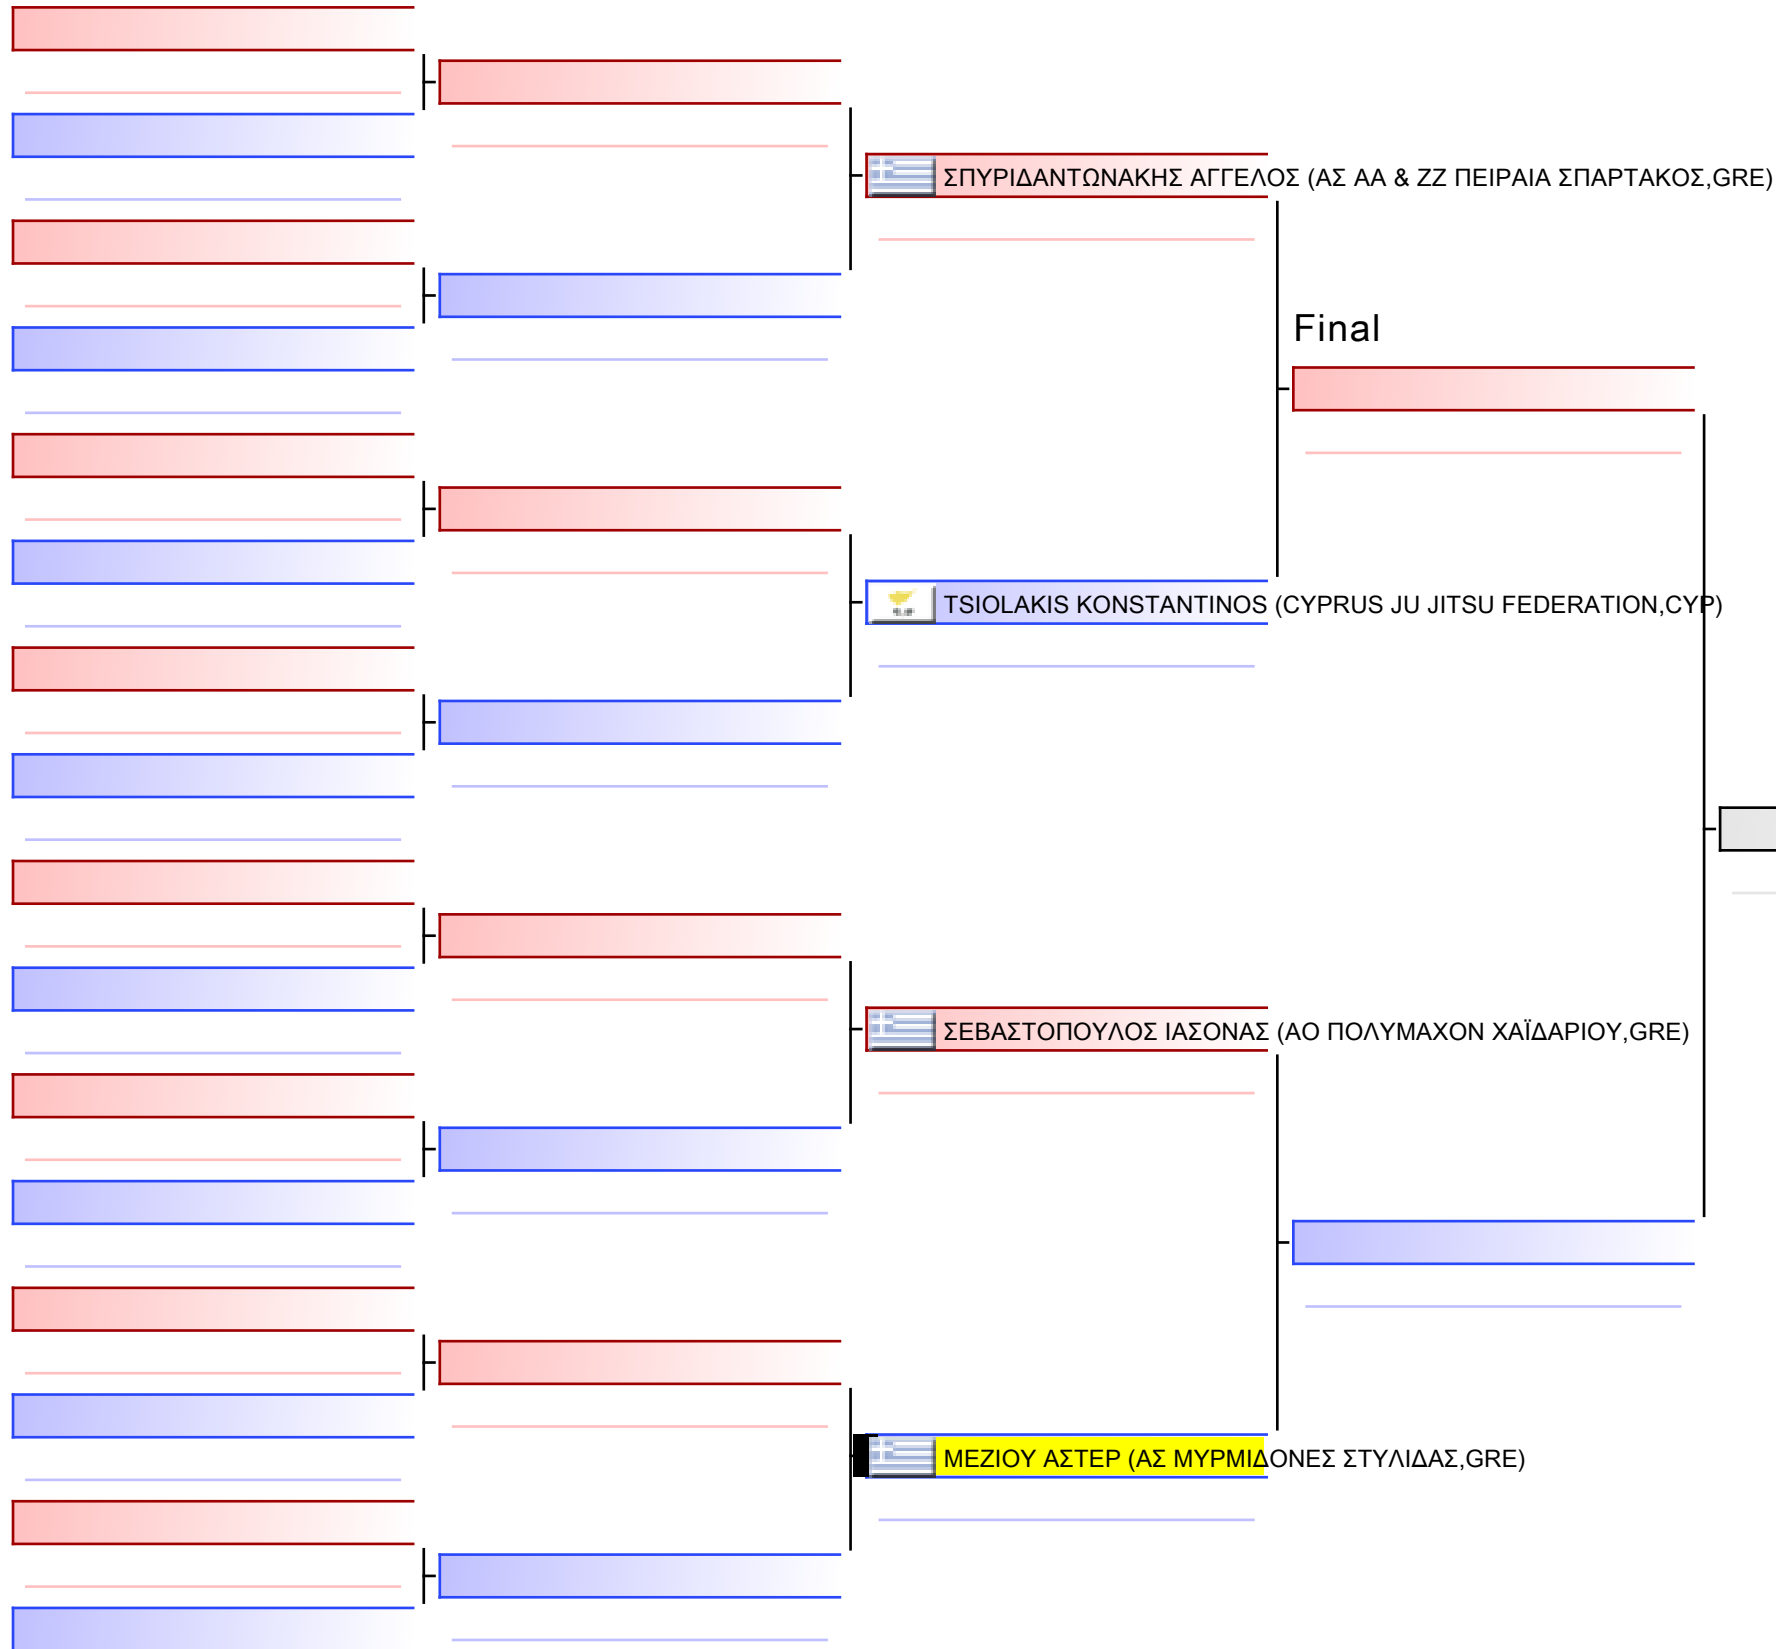 ΣΠΥΡΙΔΑΝΤΩΝΑΚΗΣ ΑΓΓΕΛΟΣ (ΑΣ ΑΑ & ΖΖ ΠΕΙΡΑΙΑ ΣΠΑΡΤΑΚΟΣ,GRE)
Final
TSIOLAKIS KONSTANTINOS (CYPRUS JU JITSU FEDERATION,CYP)
ΣΕΒΑΣΤΟΠΟΥΛΟΣ ΙΑΣΟΝΑΣ (ΑΟ ΠΟΛΥΜΑΧΟΝ ΧΑΪΔΑΡΙΟΥ,GRE)
ΜΕΖΙΟΥ ΑΣΤΕΡ (ΑΣ ΜΥΡΜΙΔΟΝΕΣ ΣΤΥΛΙΔΑΣ,GRE)